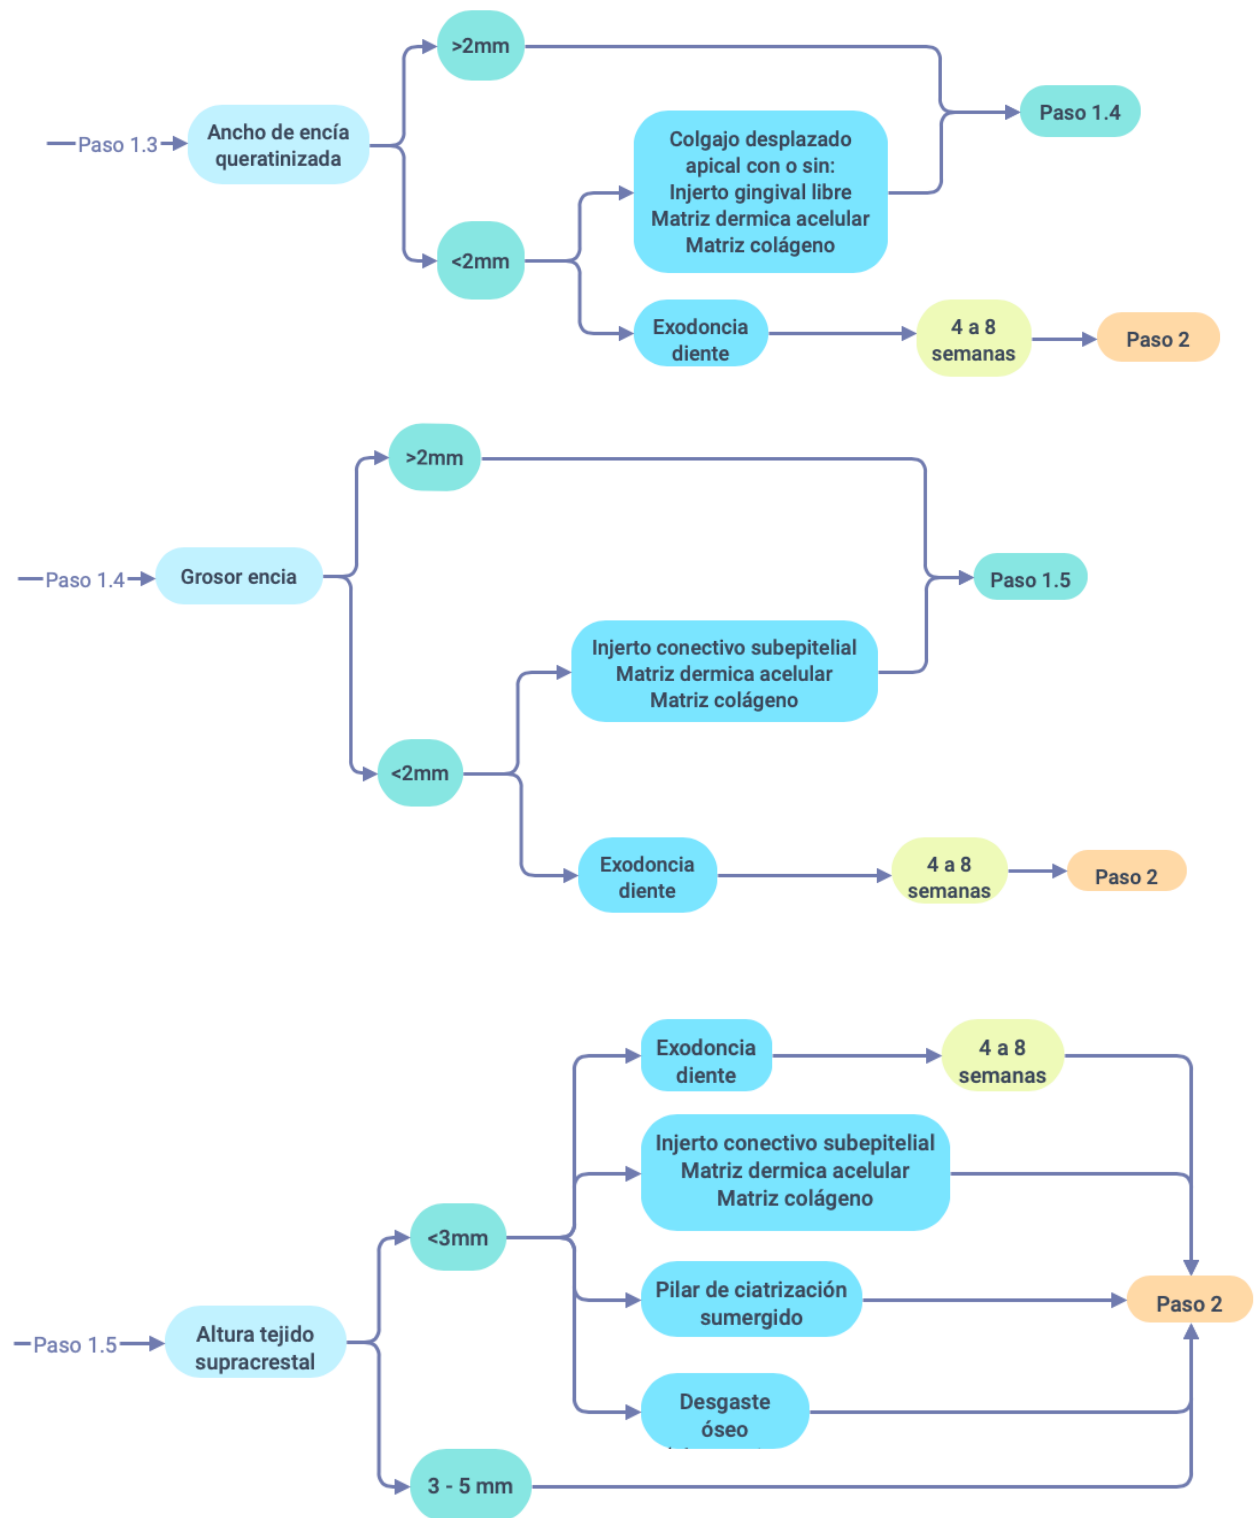 >2mm
Paso 1.3
Ancho de encía
queratinizada
Paso 1.4
Colgajo desplazado
apical con o sin:
Injerto gingival libre
Matriz dermica acelular
Matriz colágeno
<2mm
Exodoncia
diente
4 a 8
semanas
Paso 2
>2mm
Paso 1.4
Grosor encia
Paso 1.5
Injerto conectivo subepitelial
Matriz dermica acelular
Matriz colágeno
<2mm
Exodoncia
diente
4 a 8
semanas
Paso 2
Exodoncia
diente
4 a 8
semanas
Injerto conectivo subepitelial
Matriz dermica acelular
Matriz colágeno
<3mm
Pilar de ciatrización
sumergido
Paso 2
Paso 1.5
Altura tejido
supracrestal
Desgaste
óseo
3 - 5 mm